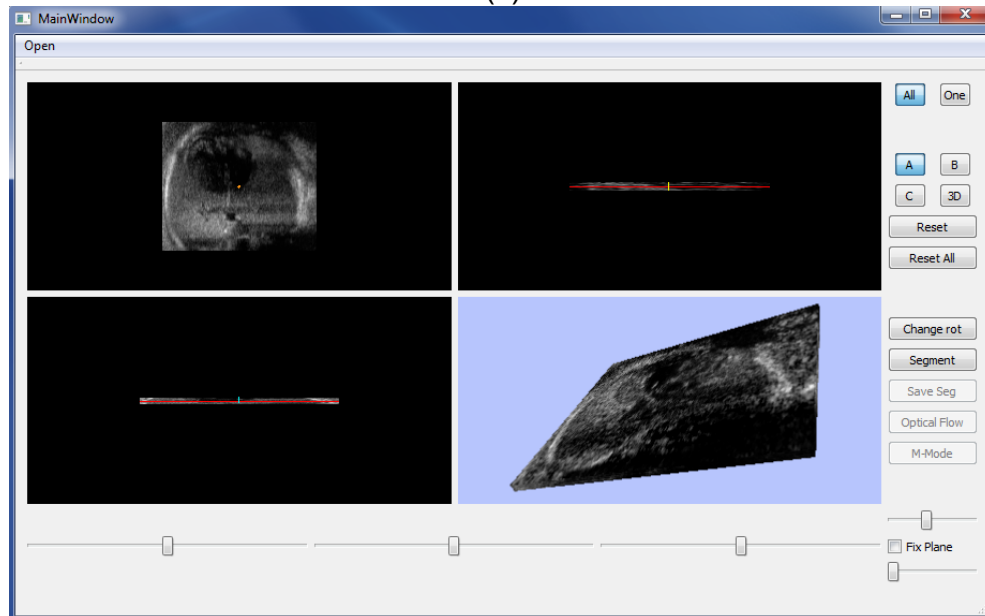 MainWindow
Open
All One
A B
C 3D
Reset
Reset All
Change rot
Segment
Save Seg
Optical Flow
M-Mode
Fix Plane